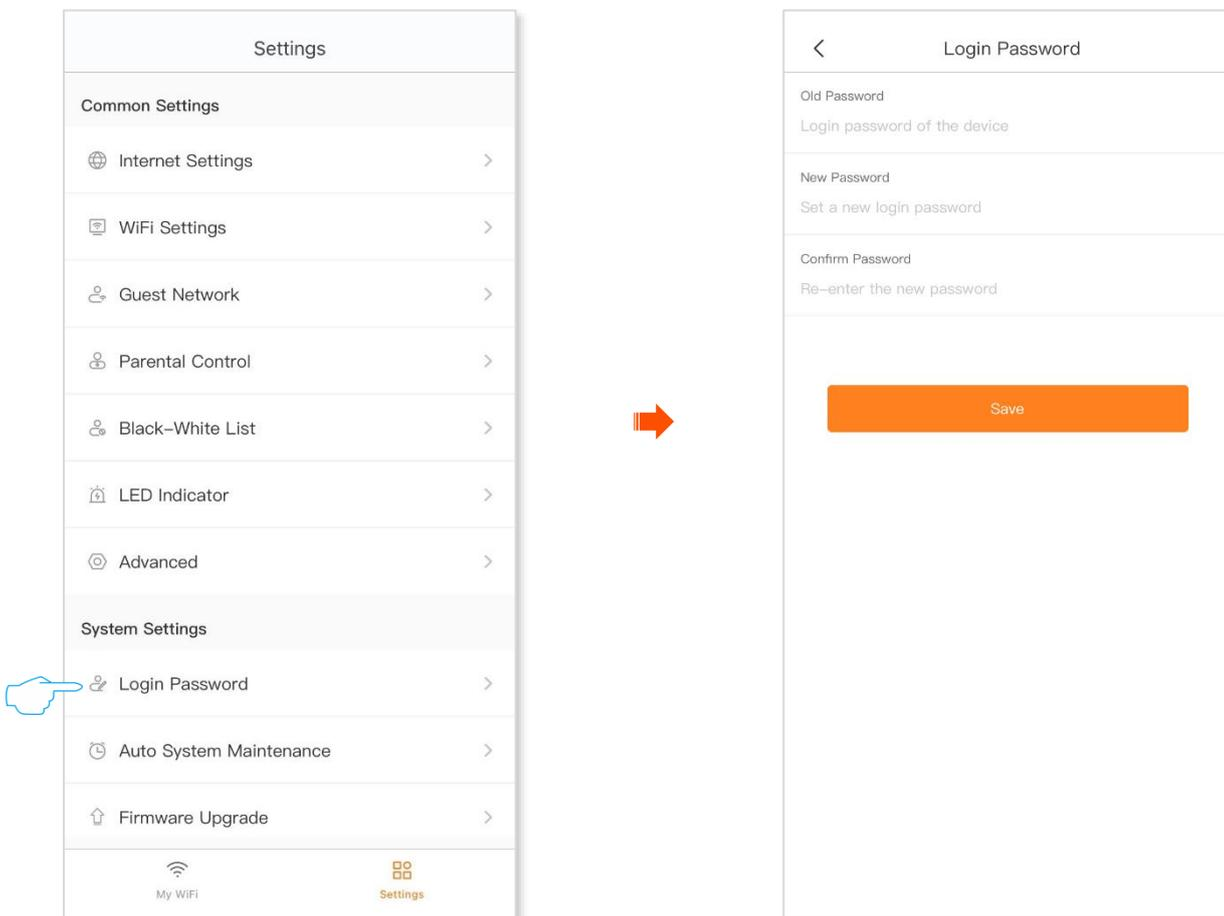 Settings
Common Settings
Internet Settings
WiFi Settings
Guest Network
Parental Control
Black-White List
LED Indicator
Advanced
System Settings
Login Password
Auto System Maintenance
Firmware Upgrade
My WiFi
Settings
Login Password
Old Password
Login password of the device
New Password
Set a new login password
Confirm Password
Re-enter the new password
Save